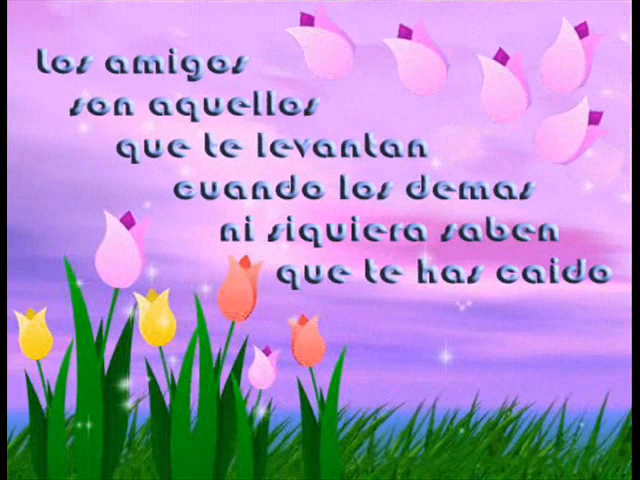 los amigos
son aquellos
que te levantan
cuando los demas
ni siquiera saben
que te has caido